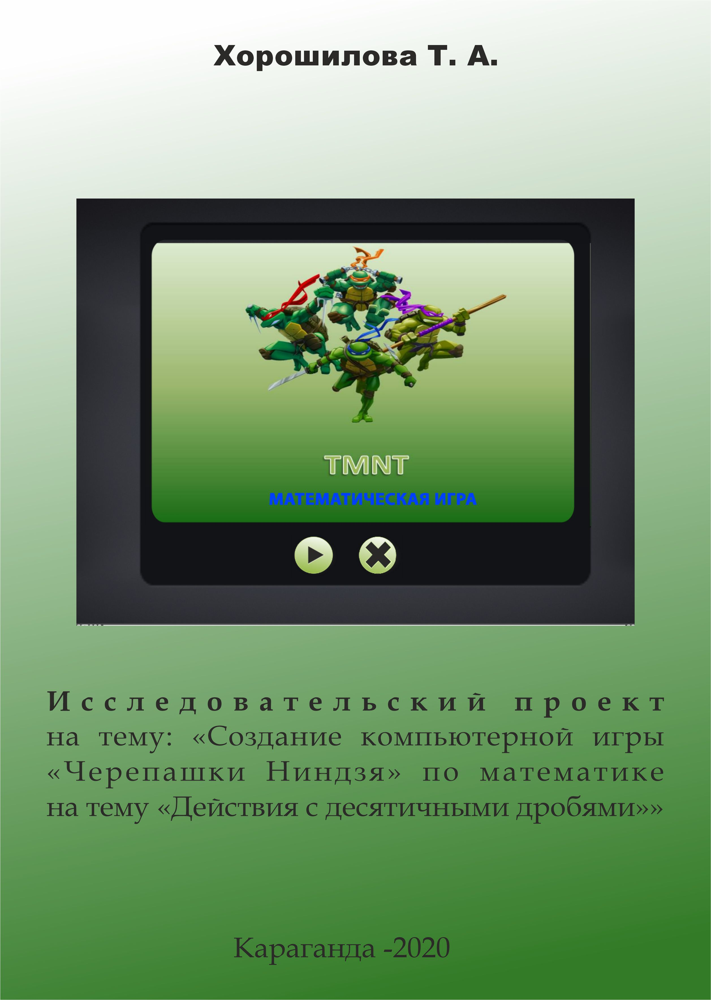 Хорошилова Т. А.
TMNT
МАТЕМАТИЧЕСКАЯ ИГРА
Исследовательский проект
на тему: «Создание компьютерной игры
«Черепашки Ниндзя» по математике
на тему «Действия с десятичными дробями»»
Караганда -2020